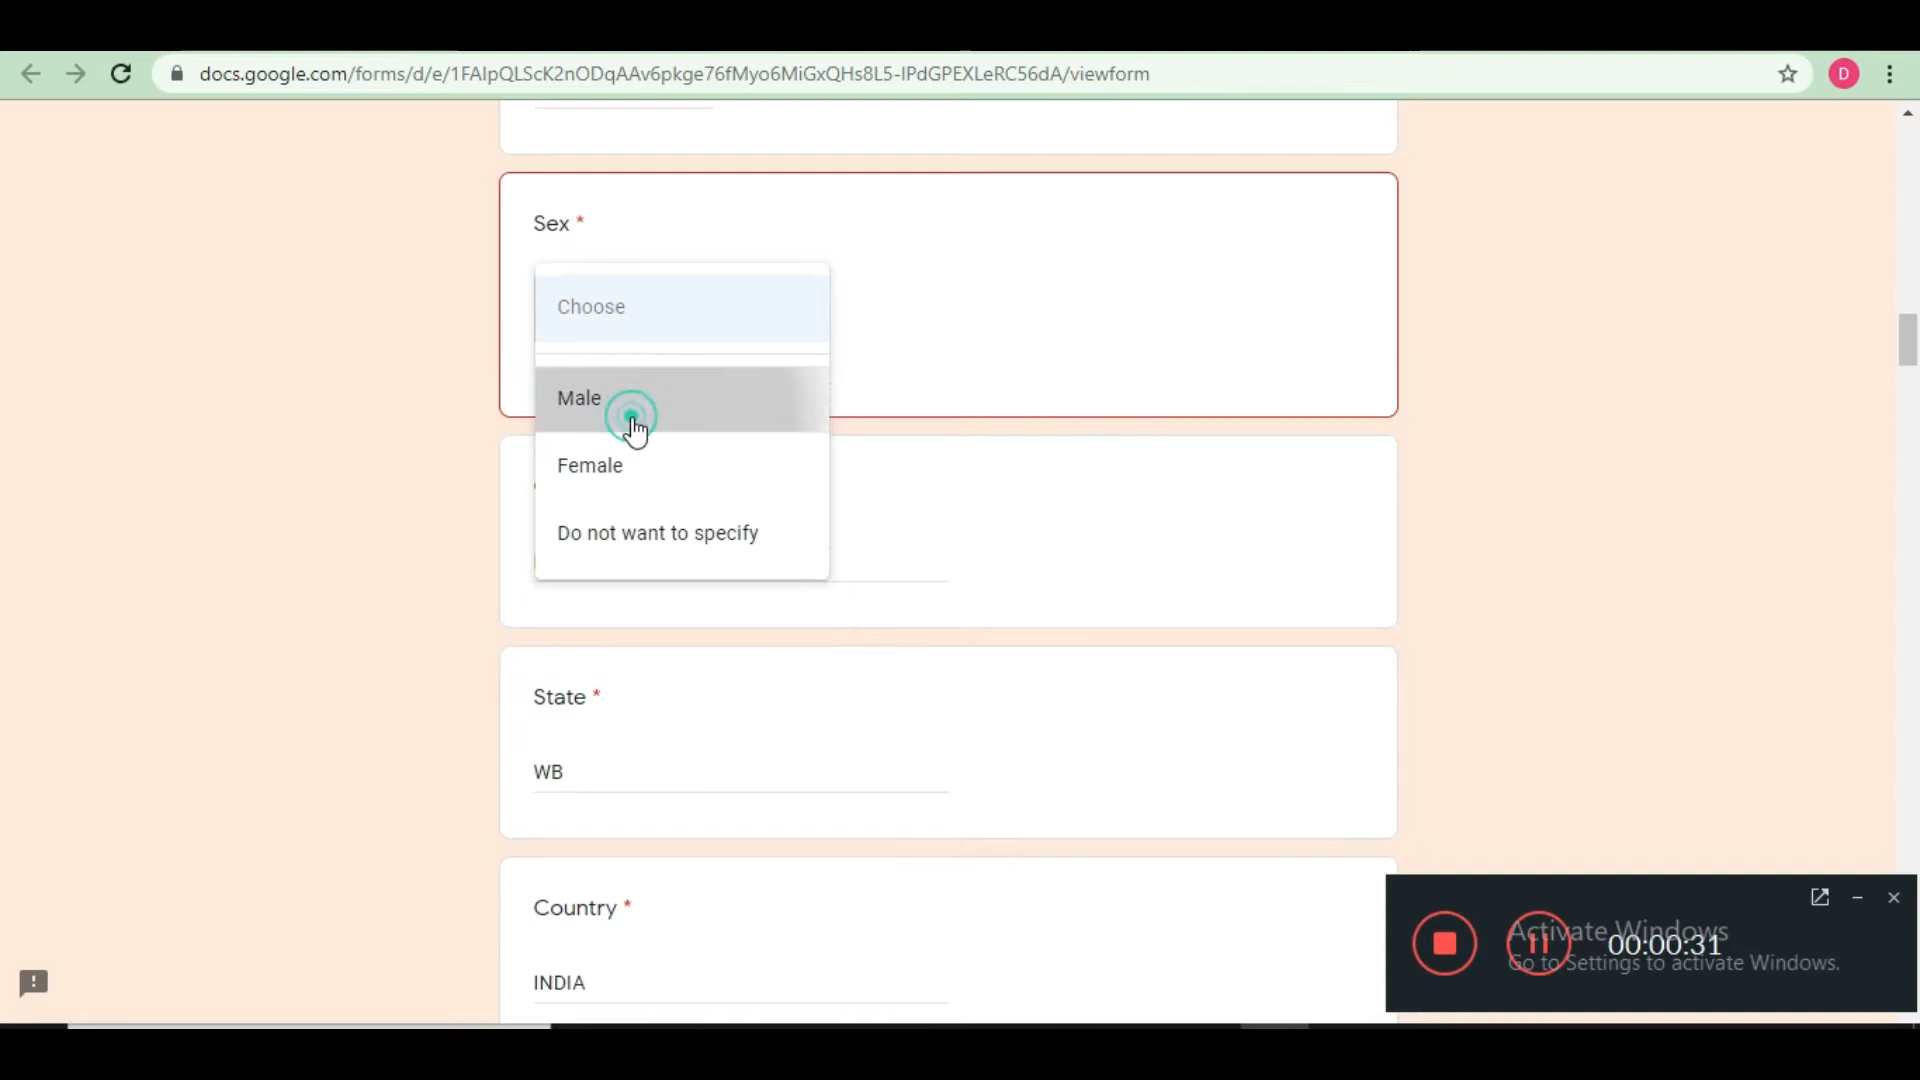 docs.google.com/forms/d/e/1FAIpQLScK2nODqAAv6pkge76fMyo6MiGxQHs8L5-IPdGPEXLeRC56dA/viewform
D
Sex *
Choose
Male
Female
Do not want to specify
State *
WB
Country *
INDIA
Activate Windows
00:00:31
Go to Settings to activate Windows.